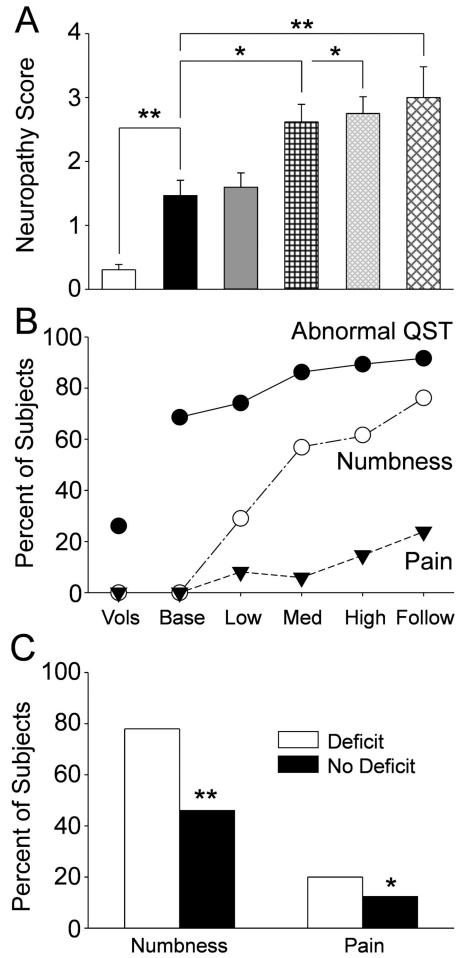 A
Neuropathy Score
4
3
2
1
0
**
*
*
**
B
Percent of Subjects
100
80
60
40
20
0
Abnormal QST
Numbness
Pain
Vols Base Low Med High Follow
C
Percent of Subjects
100
80
60
40
20
0
Deficit
No Deficit
**
*
Numbness Pain